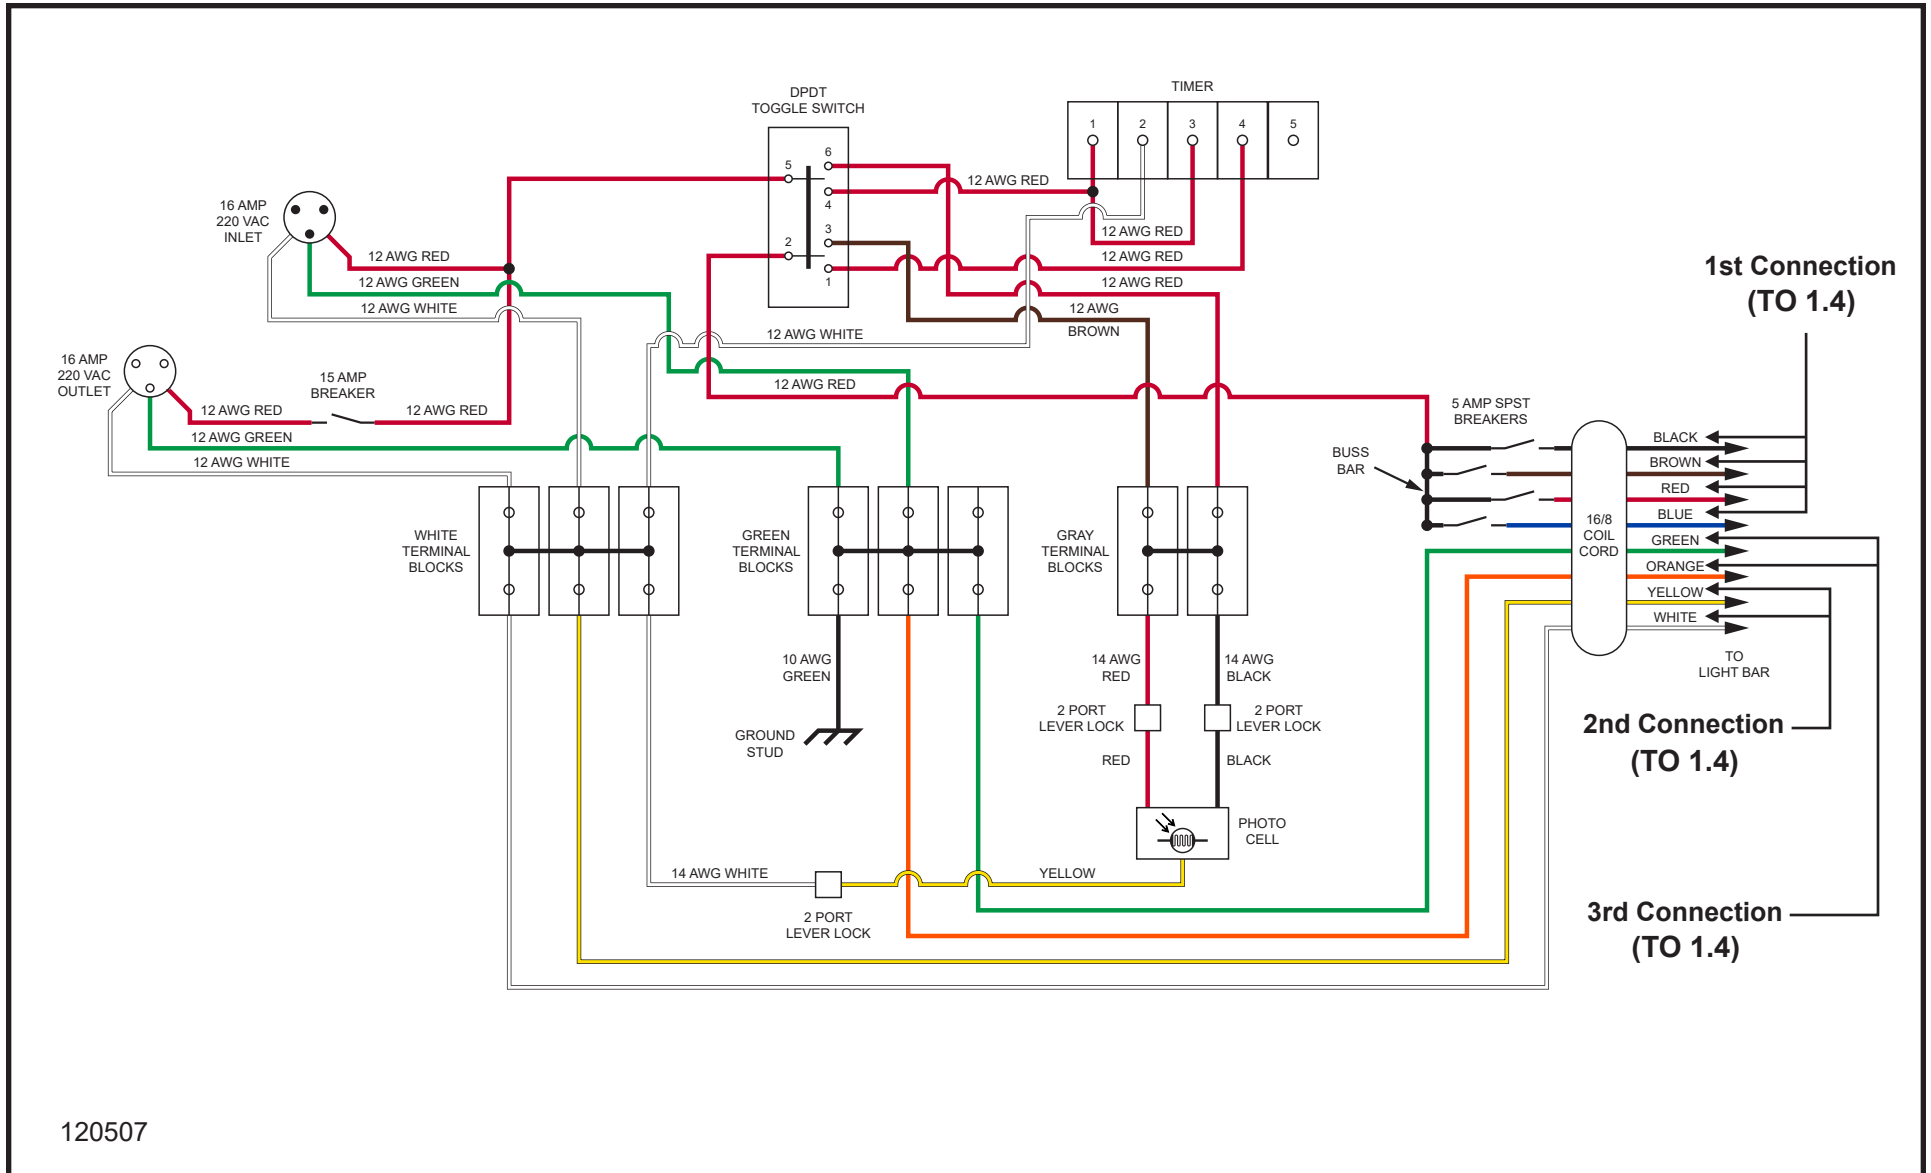 DPDT
TOGGLE SWITCH
TIMER
1
2
3
4
5
5
6
4
3
2
1
16 AMP
220 VAC
INLET
12 AWG RED
12 AWG RED
12 AWG GREEN
12 AWG WHITE
12 AWG RED
12 AWG RED
12 AWG RED
12 AWG
BROWN
12 AWG WHITE
12 AWG RED
16 AMP
220 VAC
OUTLET
15 AMP
BREAKER
12 AWG RED
12 AWG RED
12 AWG GREEN
12 AWG WHITE
1st Connection
(TO 1.4)
5 AMP SPST
BREAKERS
BUSS
BAR
BLACK
BROWN
RED
BLUE
GREEN
ORANGE
YELLOW
WHITE
16/8
COIL
CORD
TO
LIGHT BAR
WHITE
TERMINAL
BLOCKS
GREEN
TERMINAL
BLOCKS
GRAY
TERMINAL
BLOCKS
10 AWG
GREEN
GROUND
STUD
14 AWG
RED
14 AWG
BLACK
2 PORT
LEVER LOCK
2 PORT
LEVER LOCK
RED
BLACK
PHOTO
CELL
14 AWG WHITE
YELLOW
2 PORT
LEVER LOCK
2nd Connection
(TO 1.4)
3rd Connection
(TO 1.4)
120507